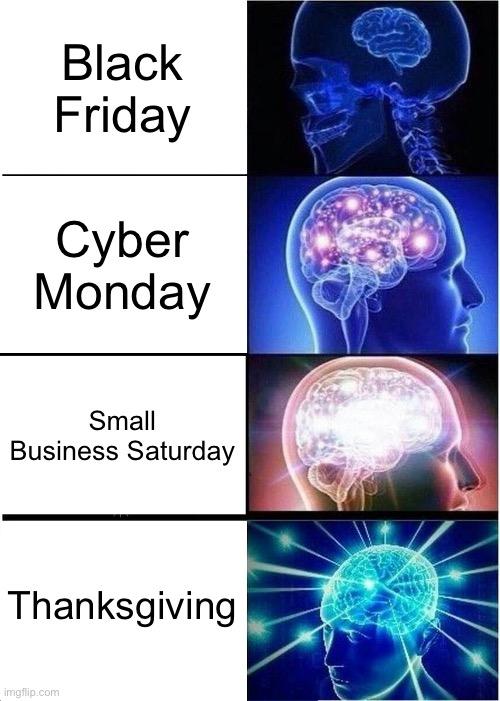 Black
Friday
Cyber
Monday
Small
Business Saturday
Thanksgiving
imgflip.com